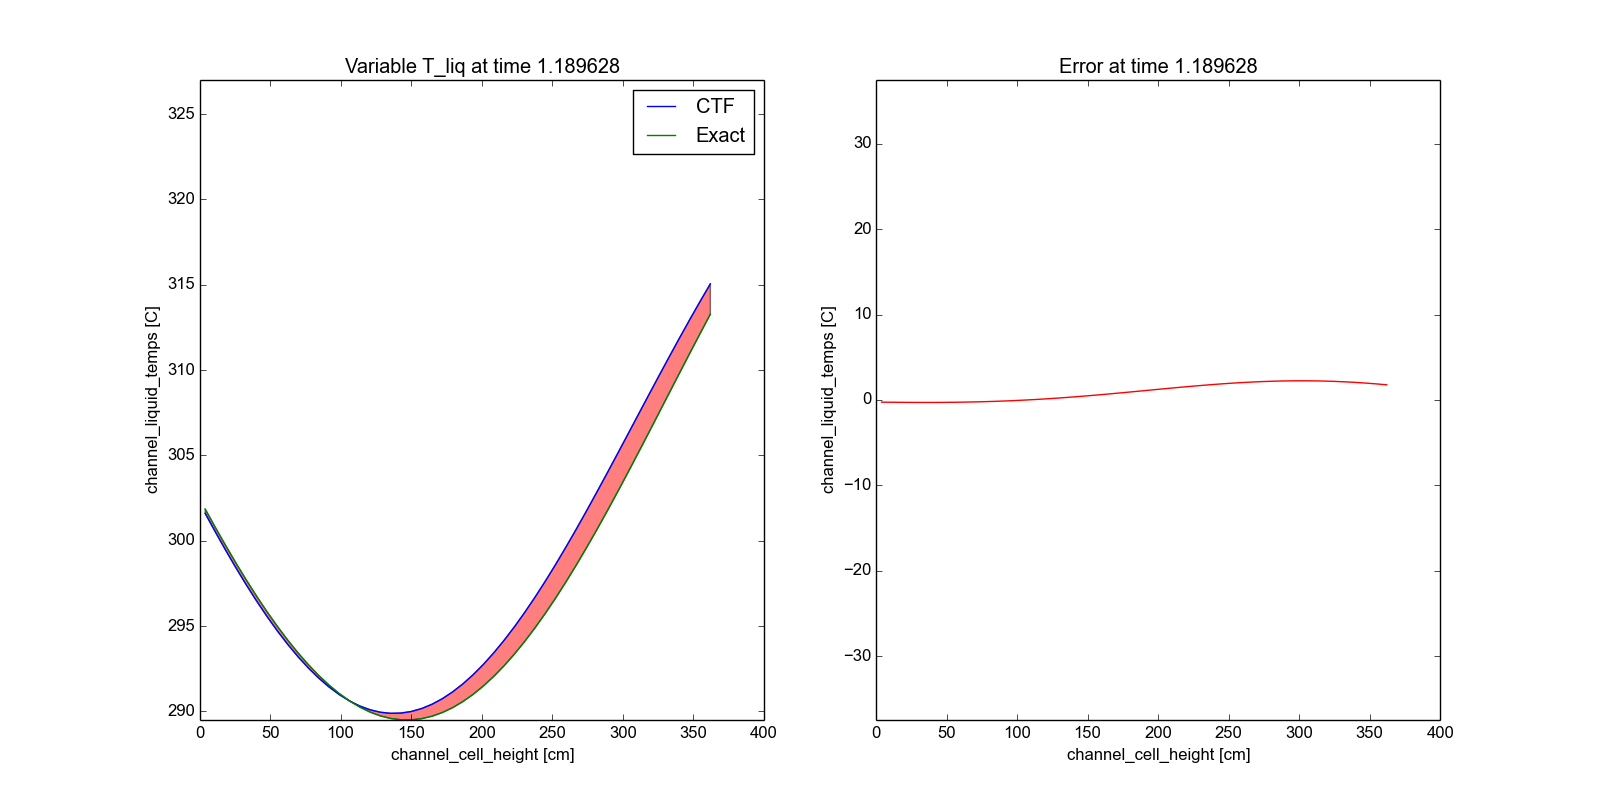 Variable T_liq at time 1.189628
CTF
Exact
325
320
315
310
305
300
295
290
0 50 100 150 200 250 300 350 400
channel_cell_height [cm]
channel_liquid_temps [C]
Error at time 1.189628
30
20
10
0
−10
−20
−30
0 50 100 150 200 250 300 350 400
channel_cell_height [cm]
channel_liquid_temps [C]